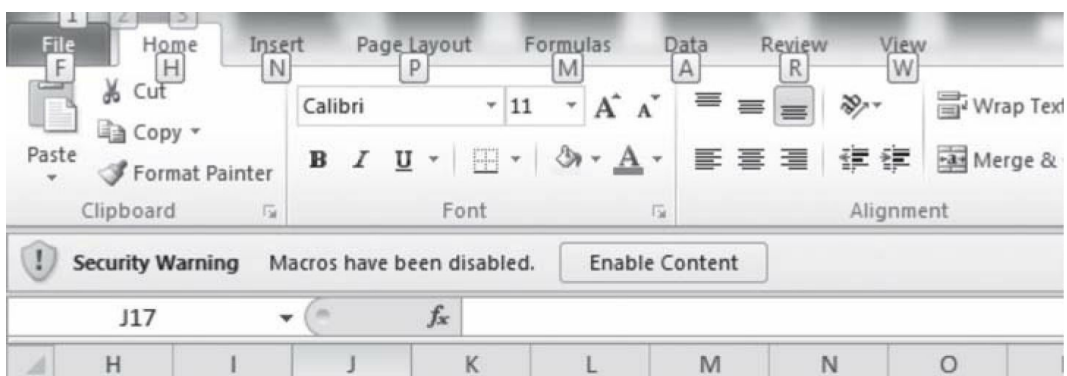 1 2 3
File Home Insert Page Layout Formulas Data Review View
F H N P M A R W
Cut
Calibri 11 A A Wrap Text
Copy
Paste
B I U A Merge &
Format Painter
Clipboard Font Alignment
! Security Warning Macros have been disabled. Enable Content
J17 fx
H I J K L M N O